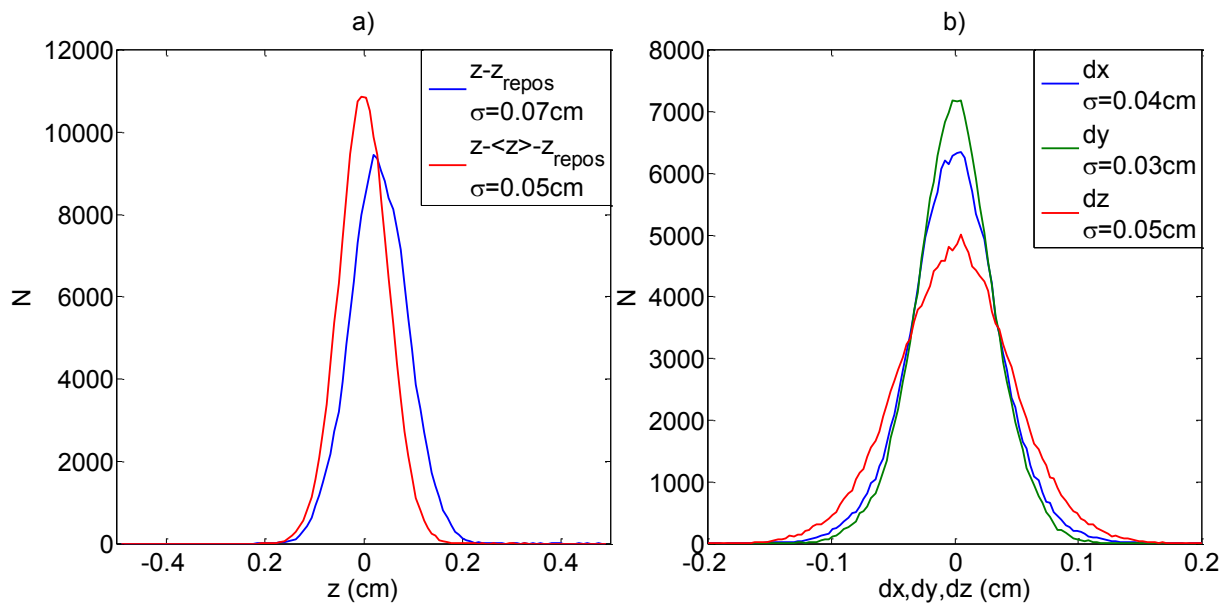 a)
12000
10000
8000
6000
4000
2000
0
N
-0.2 0 0.2 0.4
z (cm)
z-z_repos
σ=0.07cm
z-<z>-z_repos
σ=0.05cm
b)
8000
7000
6000
5000
4000
3000
2000
1000
0
N
-0.2 -0.1 0 0.1 0.2
dx,dy,dz (cm)
dx
σ=0.04cm
dy
σ=0.03cm
dz
σ=0.05cm